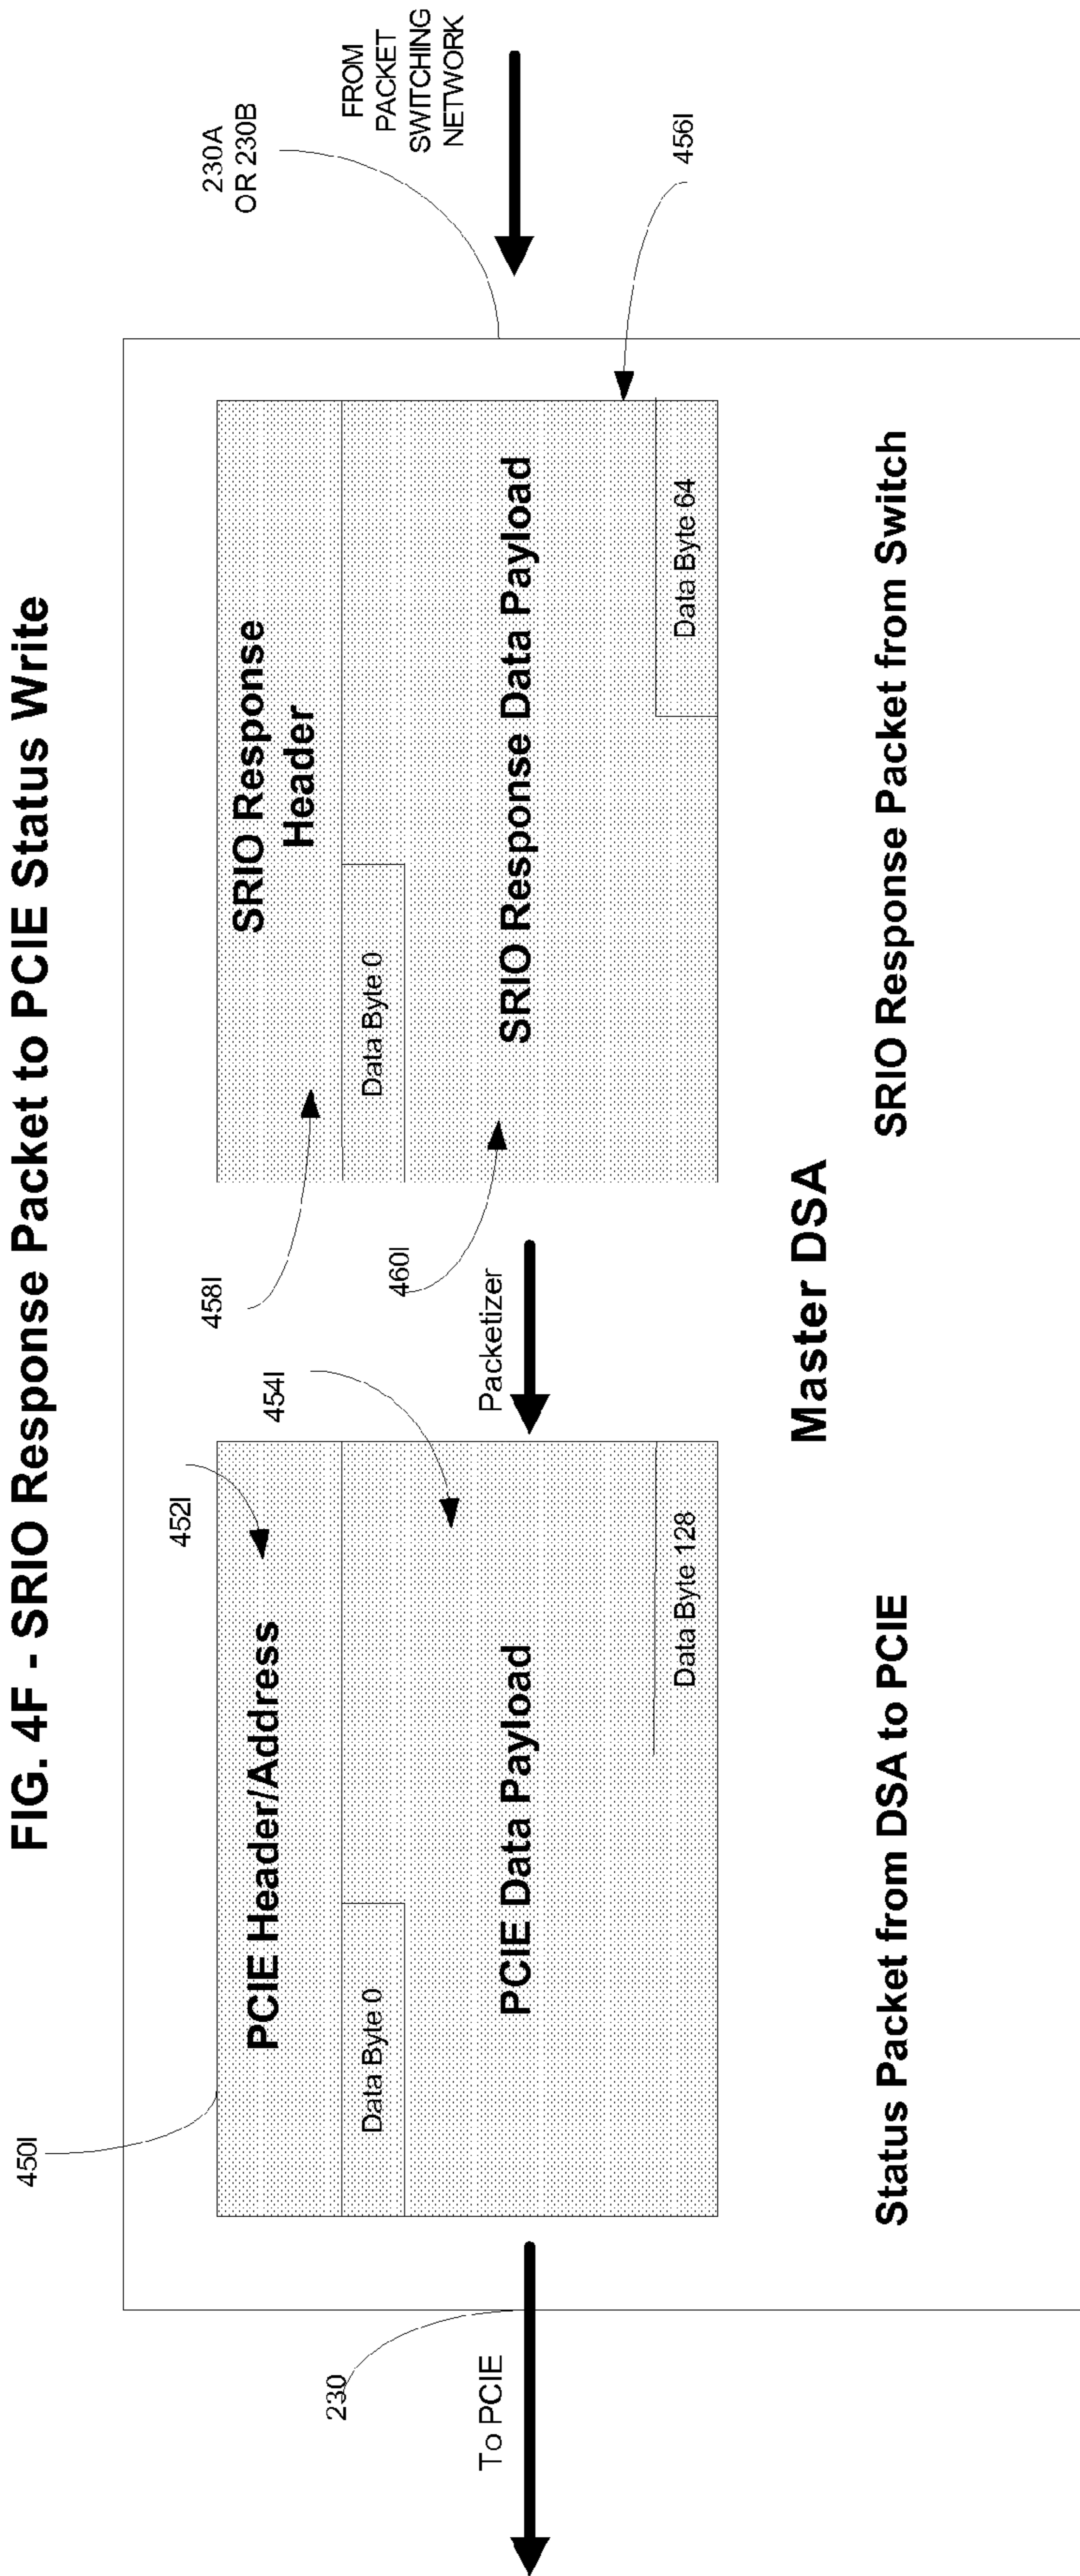 FIG. 4F - SRIO Response Packet to PCIE Status Write
450I
452I
454I
458I
460I
230A
OR 230B
FROM
PACKET
SWITCHING
NETWORK
456I
230
To PCIE
PCIE Header/Address
Data Byte 0
PCIE Data Payload
Data Byte 128
Packetizer
SRIO Response
Header
Data Byte 0
SRIO Response Data Payload
Data Byte 64
Master DSA
Status Packet from DSA to PCIE
SRIO Response Packet from Switch